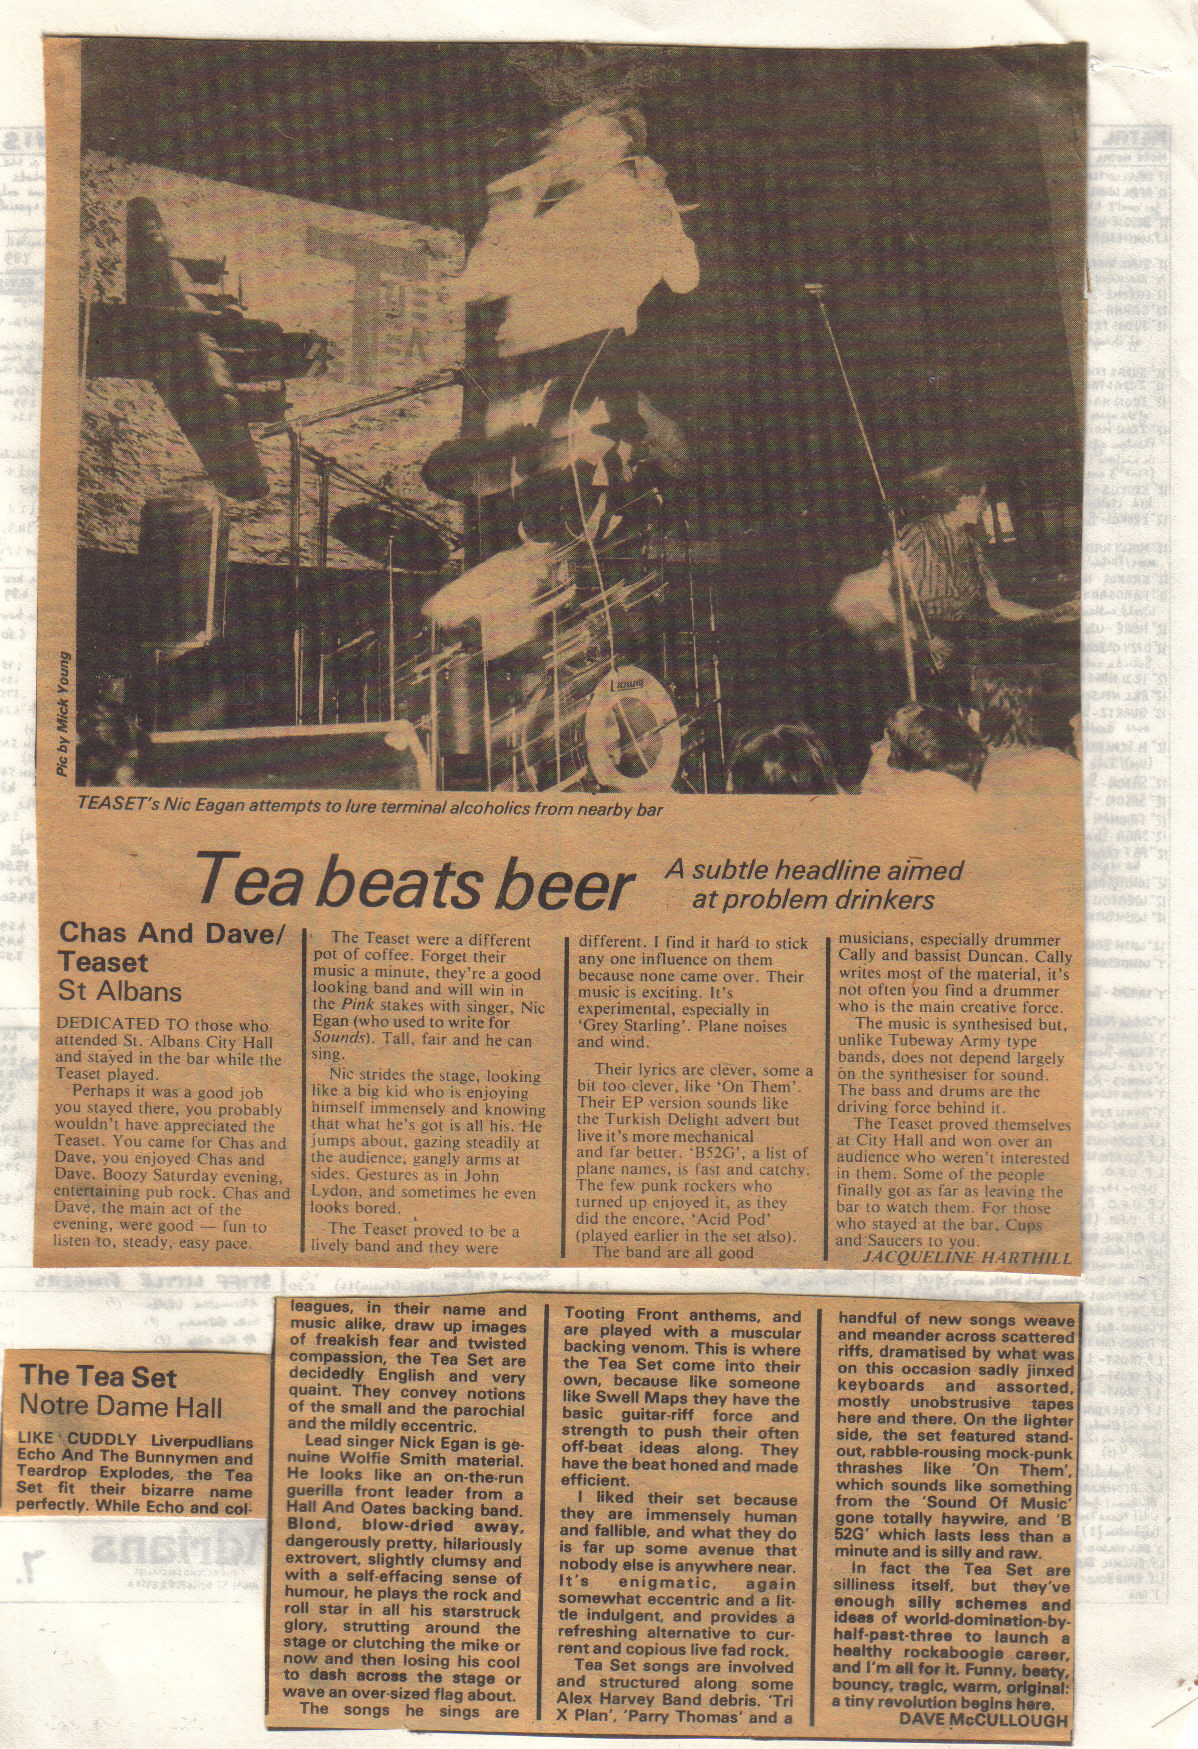 Ludwig
Pic by Mick Young
TEASET's Nic Eagan attempts to lure terminal alcoholics from nearby bar
Tea beats beer
A subtle headline aimed
at problem drinkers
Chas And Dave/
Teaset
St Albans
DEDICATED TO those who
attended St. Albans City Hall
and stayed in the bar while the
Teaset played.
Perhaps it was a good job
you stayed there, you probably
wouldn't have appreciated the
Teaset. You came for Chas and
Dave, you enjoyed Chas and
Dave. Boozy Saturday evening,
entertaining pub rock. Chas and
Dave, the main act of the
evening, were good — fun to
listen to, steady, easy pace.
The Teaset were a different
pot of coffee. Forget their
music a minute, they're a good
looking band and will win in
the Pink stakes with singer, Nic
Egan (who used to write for
Sounds). Tall, fair and he can
sing.
Nic strides the stage, looking
like a big kid who is enjoying
himself immensely and knowing
that what he's got is all his. He
jumps about, gazing steadily at
the audience, gangly arms at
sides. Gestures as in John
Lydon, and sometimes he even
looks bored.
The Teaset proved to be a
lively band and they were
different. I find it hard to stick
any one influence on them
because none came over. Their
music is exciting. It's
experimental, especially in
'Grey Starling'. Plane noises
and wind.
Their lyrics are clever, some a
bit too clever, like 'On Them'.
Their EP version sounds like
the Turkish Delight advert but
live it's more mechanical
and far better. 'B52G', a list of
plane names, is fast and catchy.
The few punk rockers who
turned up enjoyed it, as they
did the encore, 'Acid Pod'
(played earlier in the set also).
The band are all good
musicians, especially drummer
Cally and bassist Duncan. Cally
writes most of the material, it's
not often you find a drummer
who is the main creative force.
The music is synthesised but,
unlike Tubeway Army type
bands, does not depend largely
on the synthesiser for sound.
The bass and drums are the
driving force behind it.
The Teaset proved themselves
at City Hall and won over an
audience who weren't interested
in them. Some of the people
finally got as far as leaving the
bar to watch them. For those
who stayed at the bar, Cups
and Saucers to you.
JACQUELINE HARTHILL
The Tea Set
Notre Dame Hall
LIKE CUDDLY Liverpudlians
Echo And The Bunnymen and
Teardrop Explodes, the Tea
Set fit their bizarre name
perfectly. While Echo and col-
leagues, in their name and
music alike, draw up images
of freakish fear and twisted
compassion, the Tea Set are
decidedly English and very
quaint. They convey notions
of the small and the parochial
and the mildly eccentric.
Lead singer Nick Egan is ge-
nuine Wolfie Smith material.
He looks like an on-the-run
guerilla front leader from a
Hall And Oates backing band.
Blond, blow-dried away,
dangerously pretty, hilariously
extrovert, slightly clumsy and
with a self-effacing sense of
humour, he plays the rock and
roll star in all his starstruck
glory, strutting around the
stage or clutching the mike or
now and then losing his cool
to dash across the stage or
wave an over-sized flag about.
The songs he sings are
Tooting Front anthems, and
are played with a muscular
backing venom. This is where
the Tea Set come into their
own, because like someone
like Swell Maps they have the
basic guitar-riff force and
strength to push their often
off-beat ideas along. They
have the beat honed and made
efficient.
I liked their set because
they are immensely human
and fallible, and what they do
is far up some avenue that
nobody else is anywhere near.
It's enigmatic, again
somewhat eccentric and a lit-
tle indulgent, and provides a
refreshing alternative to cur-
rent and copious live fad rock.
Tea Set songs are involved
and structured along some
Alex Harvey Band debris. 'Tri
X Plan', 'Parry Thomas' and a
handful of new songs weave
and meander across scattered
riffs, dramatised by what was
on this occasion sadly jinxed
keyboards and assorted,
mostly unobstrusive tapes
here and there. On the lighter
side, the set featured stand-
out, rabble-rousing mock-punk
thrashes like 'On Them',
which sounds like something
from the 'Sound Of Music'
gone totally haywire, and 'B
52G' which lasts less than a
minute and is silly and raw.
In fact the Tea Set are
silliness itself, but they've
enough silly schemes and
ideas of world-domination-by-
half-past-three to launch a
healthy rockaboogie career,
and I'm all for it. Funny, beaty,
bouncy, tragic, warm, original:
a tiny revolution begins here.
DAVE McCULLOUGH